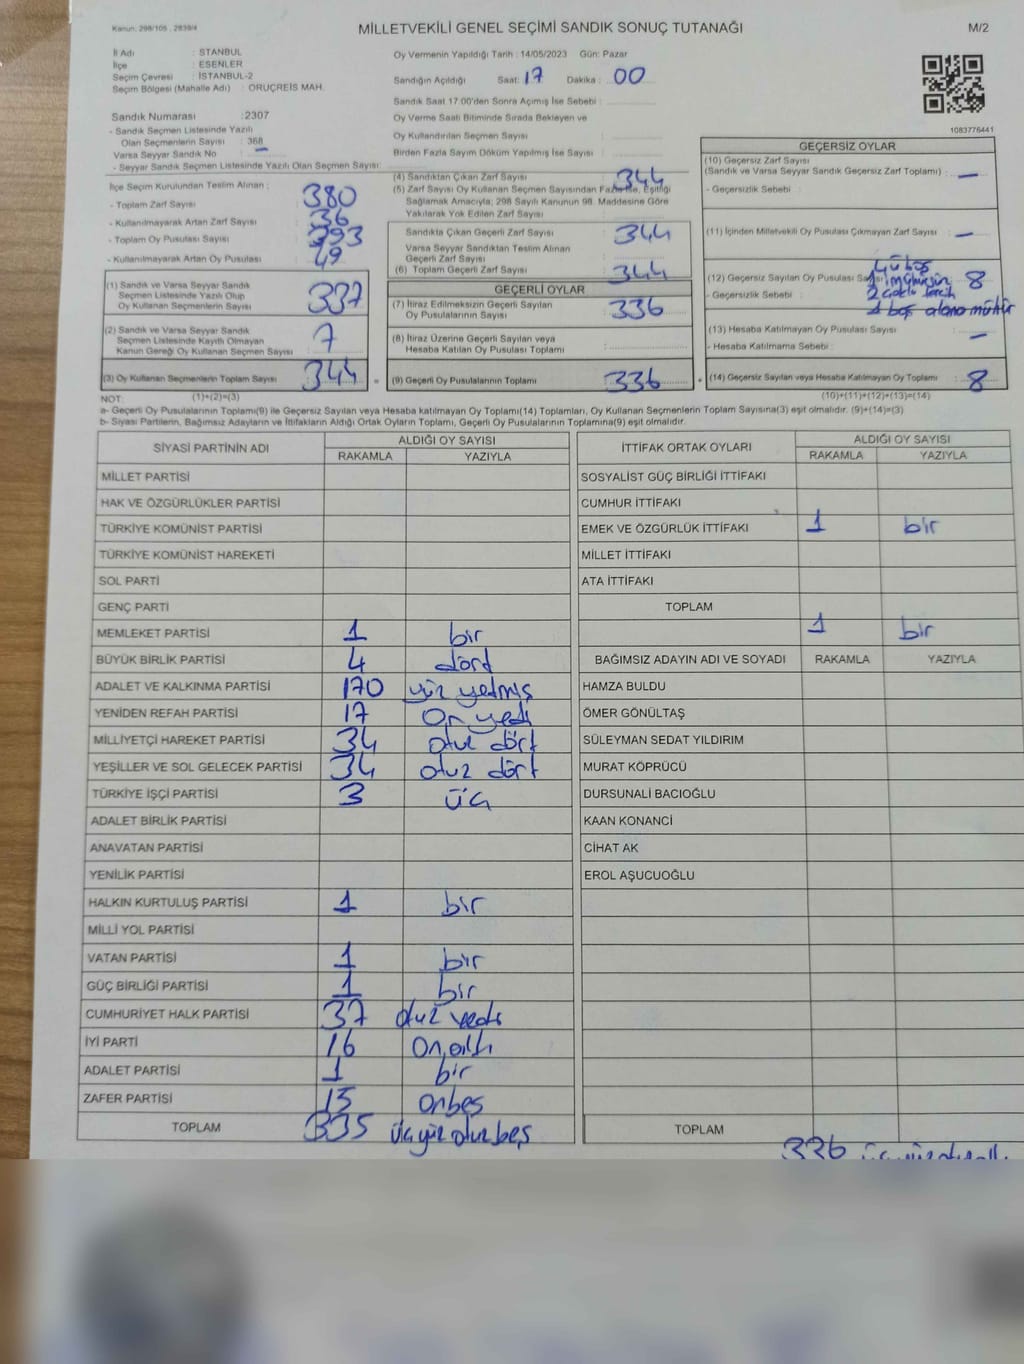 Kanun: 298/105 , 2839/4
MİLLETVEKİLİ GENEL SEÇİMİ SANDIK SONUÇ TUTANAĞI
M/2
İl Adı : STANBUL
İlçe : ESENLER
Seçim Çevresi : İSTANBUL-2
Seçim Bölgesi (Mahalle Adı) : ORUÇREİS MAH.
Oy Vermenin Yapıldığı Tarih : 14/05/2023 Gün: Pazar
Sandığın Açıldığı Saat: 17 Dakika : 00
Sandık Saat 17:00'den Sonra Açımış İse Sebebi :
Oy Verme Saati Bitiminde Sırada Bekleyen ve
Oy Kullandırılan Seçmen Sayısı :
Birden Fazla Sayım Döküm Yapılmış İse Sayısı :
Sandık Numarası :2307
- Sandık Seçmen Listesinde Yazılı
Olan Seçmenlerin Sayısı : 368
Varsa Seyyar Sandık No :
- Seyyar Sandık Seçmen Listesinde Yazılı Olan Seçmen Sayısı:
1083776441
İlçe Seçim Kurulundan Teslim Alınan :
- Toplam Zarf Sayısı : 380
- Kullanılmayarak Artan Zarf Sayısı : 36
- Toplam Oy Pusulası Sayısı : 393
- Kullanılmayarak Artan Oy Pusulası : 49
(1) Sandık ve Varsa Seyyar Sandık
Seçmen Listesinde Yazılı Olup
Oy Kullanan Seçmenlerin Sayısı : 337
(2) Sandık ve Varsa Seyyar Sandık
Seçmen Listesinde Kayıtlı Olmayan
Kanun Gereği Oy Kullanan Seçmen Sayısı : 7
(3) Oy Kullanan Seçmenlerin Toplam Sayısı : 344
(4) Sandıktan Çıkan Zarf Sayısı : 344
(5) Zarf Sayısı Oy Kullanan Seçmen Sayısından Fazla İse, Eşitliği
Sağlamak Amacıyla, 298 Sayılı Kanunun 98. Maddesine Göre
Yakılarak Yok Edilen Zarf Sayısı :
Sandıkta Çıkan Geçerli Zarf Sayısı : 344
Varsa Seyyar Sandıktan Teslim Alınan
Geçerli Zarf Sayısı :
(6) Toplam Geçerli Zarf Sayısı : 344
GEÇERLİ OYLAR
(7) İtiraz Edilmeksizin Geçerli Sayılan
Oy Pusulasının Sayısı : 336
(8) İtiraz Üzerine Geçerli Sayılan veya
Hesaba Katılan Oy Pusulası Toplamı :
(9) Geçerli Oy Pusulalarının Toplamı : 336
GEÇERSİZ OYLAR
(10) Geçersiz Zarf Sayısı
(Sandık ve Varsa Seyyar Sandık Geçersiz Zarf Toplamı) : -
- Geçersizlik Sebebi :
(11) İçinden Milletvekili Oy Pusulası Çıkmayan Zarf Sayısı : -
(12) Geçersiz Sayılan Oy Pusulası 8
- Geçersizlik Sebebi :
(13) Hesaba Katılmayan Oy Pusulası Sayısı : -
- Hesaba Katılmama Sebebi :
(14) Geçersiz Sayılan veya Hesaba Katılmayan Oy Toplamı : 8
NOT: (1)+(2)=(3) (10)+(11)+(12)+(13)=(14)
a- Geçerli Oy Pusulalarının Toplamı(9) ile Geçersiz Sayılan veya Hesaba katılmayan Oy Toplamı(14) Toplamları, Oy Kullanan Seçmenlerin Toplam Sayısına(3) eşit olmalıdır. (9)+(14)=(3)
b- Siyasi Partilerin, Bağımsız Adayların ve İttifakların Aldığı Ortak Oyların Toplamı, Geçerli Oy Pusulalarının Toplamına(9) eşit olmalıdır.
SİYASİ PARTİNİN ADI ALDIĞI OY SAYISI
RAKAMLA YAZIYLA
MİLLET PARTİSİ
HAK VE ÖZGÜRLÜKLER PARTİSİ
TÜRKİYE KOMÜNİST PARTİSİ
TÜRKİYE KOMÜNİST HAREKETİ
SOL PARTİ
GENÇ PARTİ
MEMLEKET PARTİSİ 1 bir
BÜYÜK BİRLİK PARTİSİ 4 dört
ADALET VE KALKINMA PARTİSİ 170 yüz yetmiş
YENİDEN REFAH PARTİSİ 17 On yedi
MİLLİYETÇİ HAREKET PARTİSİ 34 otuz dört
YEŞİLLER VE SOL GELECEK PARTİSİ 34 otuz dört
TÜRKİYE İŞÇİ PARTİSİ 3 üç
ADALET BİRLİK PARTİSİ
ANAVATAN PARTİSİ
YENİLİK PARTİSİ
HALKIN KURTULUŞ PARTİSİ 1 bir
MİLLİ YOL PARTİSİ
VATAN PARTİSİ 1 bir
GÜÇ BİRLİĞİ PARTİSİ 1 bir
CUMHURİYET HALK PARTİSİ 37 otuz yedi
İYİ PARTİ 16 On altı
ADALET PARTİSİ 1 bir
ZAFER PARTİSİ 15 onbeş
TOPLAM 335 üçyüz otuz beş
İTTİFAK ORTAK OYLARI ALDIĞI OY SAYISI
RAKAMLA YAZIYLA
SOSYALİST GÜÇ BİRLİĞİ İTTİFAKI
CUMHUR İTTİFAKI
EMEK VE ÖZGÜRLÜK İTTİFAKI 1 bir
MİLLET İTTİFAKI
ATA İTTİFAKI
TOPLAM
1 bir
BAĞIMSIZ ADAYIN ADI VE SOYADI RAKAMLA YAZIYLA
HAMZA BULDU
ÖMER GÖNÜLTAŞ
SÜLEYMAN SEDAT YILDIRIM
MURAT KÖPRÜCÜ
DURSUNALİ BACIOĞLU
KAAN KONANCİ
CİHAT AK
EROL AŞUCUOĞLU
TOPLAM
336